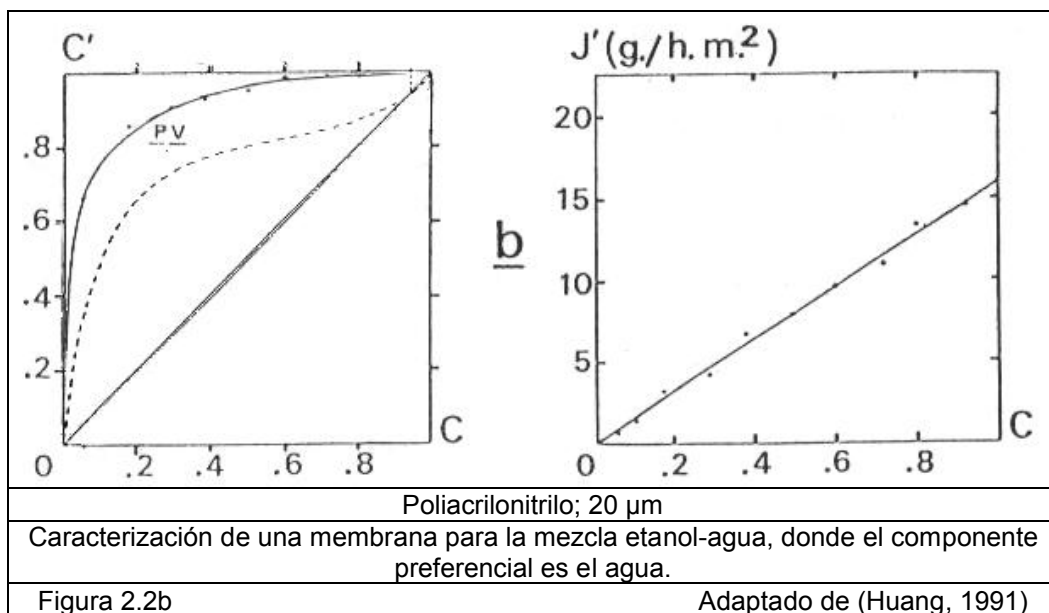 C'
J'(g./h. m.²)
.8
.6
.4
.2
0
.2
.4
.6
.8
C
PV
b
20
15
10
5
0
.2
.4
.6
.8
C
Poliacrilonitrilo; 20 μm
Caracterización de una membrana para la mezcla etanol-agua, donde el componente
preferencial es el agua.
Figura 2.2b
Adaptado de (Huang, 1991)